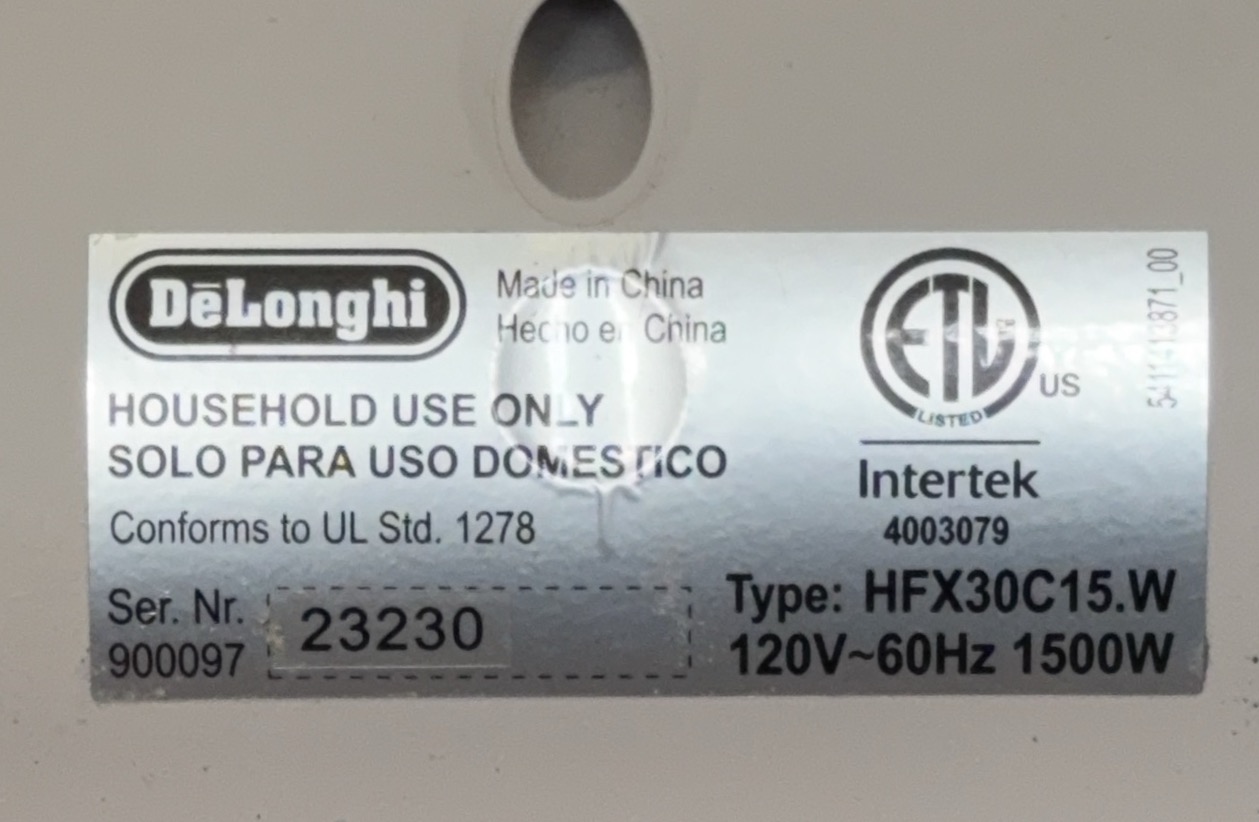 DēLonghi
Made in China
Hecho en China
HOUSEHOLD USE ONLY
SOLO PARA USO DOMESTICO
Conforms to UL Std. 1278
Ser. Nr.
900097
23230
ETL
LISTED
US
Intertek
4003079
Type: HFX30C15.W
120V~60Hz 1500W